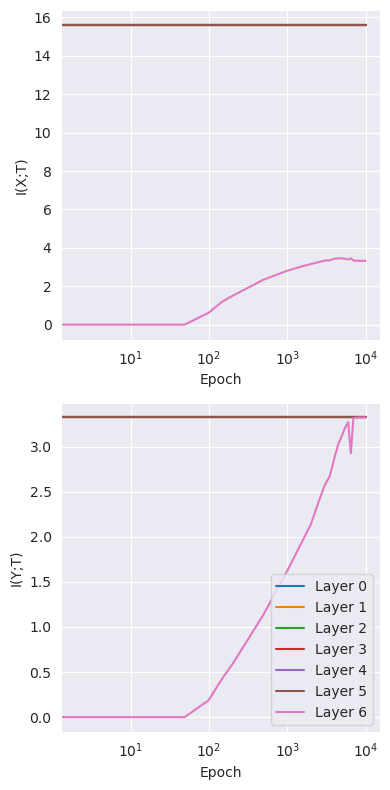 16
14
12
10
8
6
4
2
0
I(X;T)
10¹ 10² 10³ 10⁴
Epoch
3.0
2.5
2.0
1.5
1.0
0.5
0.0
I(Y;T)
Layer 0
Layer 1
Layer 2
Layer 3
Layer 4
Layer 5
Layer 6
10¹ 10² 10³ 10⁴
Epoch